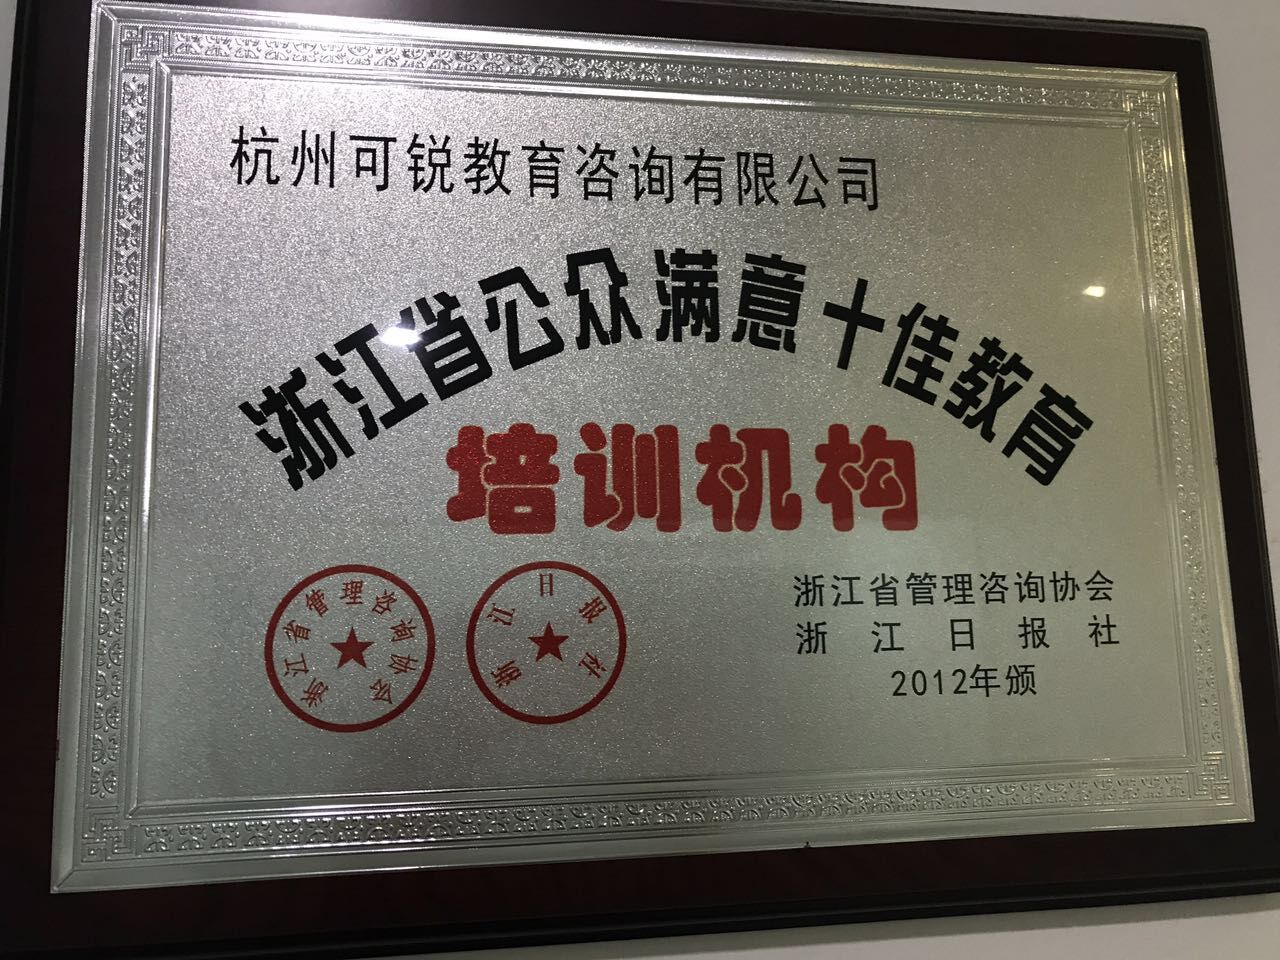 杭州可锐教育咨询有限公司
浙江省公众满意十佳教育
培训机构
浙江省管理咨询协会
浙江日报社
浙江省管理咨询协会
浙江日报社
2012年颁